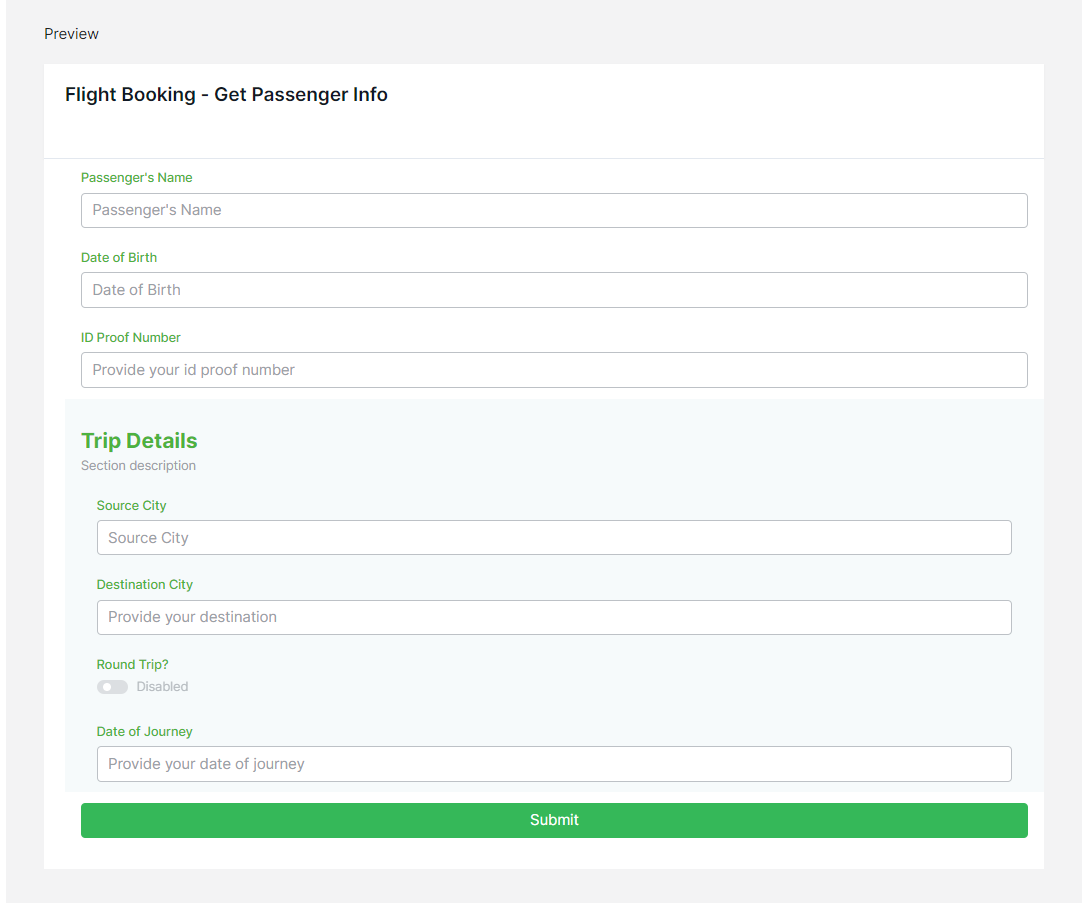 Preview
Flight Booking - Get Passenger Info
Passenger's Name
Passenger's Name
Date of Birth
Date of Birth
ID Proof Number
Provide your id proof number
Trip Details
Section description
Source City
Source City
Destination City
Provide your destination
Round Trip?
Disabled
Date of Journey
Provide your date of journey
Submit